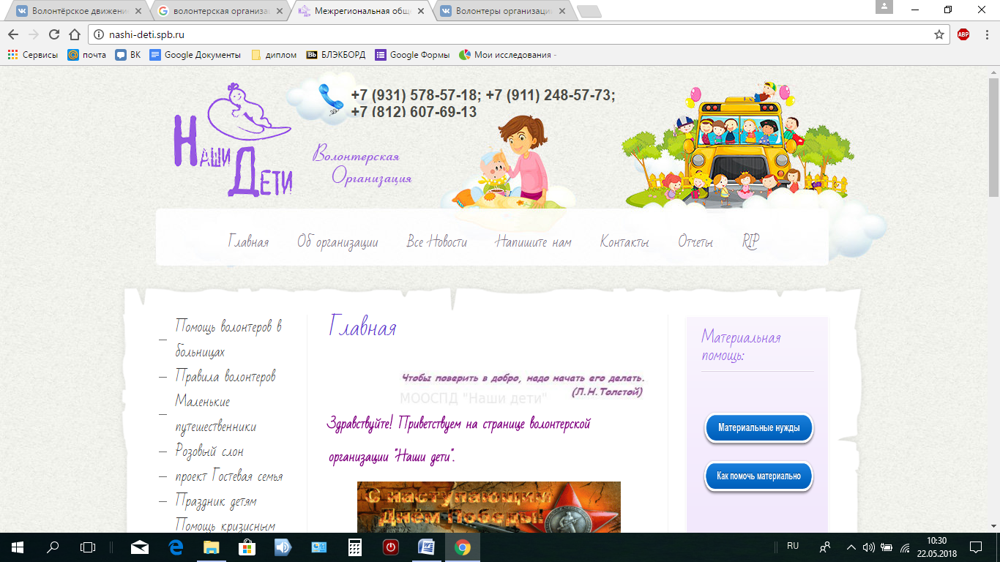 Волонтёрское движение
волонтерская организа
Межрегиональная общ
Волонтеры организаци
nashi-deti.spb.ru
ABP
Сервисы
почта
ВК
Google Документы
диплом
Bb БЛЭКБОРД
Google Формы
Мои исследования -
+7 (931) 578-57-18; +7 (911) 248-57-73;
+7 (812) 607-69-13
Наши
Дети
Волонтерская
Организация
Главная Об организации Все Новости Напишите нам Контакты Отчеты RIP
Помощь волонтеров в
больницах
Правила волонтеров
Маленькие
путешественники
Розовый слон
проект Гостевая семья
Праздник детям
Помощь кризисным
Главная
Чтобы поверить в добро, надо начать его делать.
(Л.Н.Толстой)
МООСПД "Наши дети"
Здравствуйте! Приветствуем на странице волонтерской
организации "Наши дети".
С наступающим
Днём Победы!
Материальная
помощь:
Материальные нужды
Как помочь материально
RU
10:30
22.05.2018